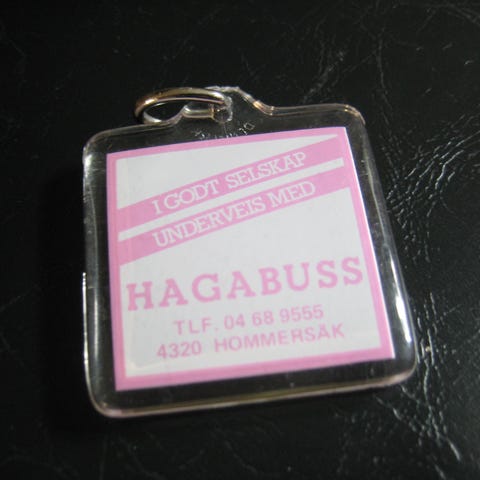 I GODT SELSKAP
UNDERVEIS MED
HAGABUSS
TLF. 04 68 9555
4320 HOMMERSÅK